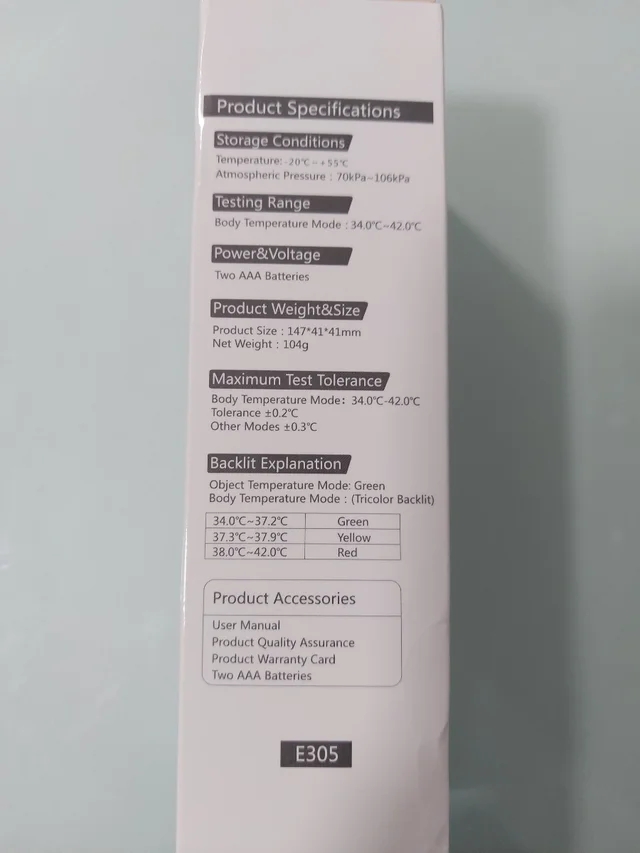 Product Specifications
Storage Conditions
Temperature: -20℃~+55℃
Atmospheric Pressure : 70kPa~106kPa
Testing Range
Body Temperature Mode : 34.0℃~42.0℃
Power&Voltage
Two AAA Batteries
Product Weight&Size
Product Size : 147*41*41mm
Net Weight : 104g
Maximum Test Tolerance
Body Temperature Mode: 34.0℃-42.0℃
Tolerance ±0.2℃
Other Modes ±0.3℃
Backlit Explanation
Object Temperature Mode: Green
Body Temperature Mode : (Tricolor Backlit)
34.0℃~37.2℃ Green
37.3℃~37.9℃ Yellow
38.0℃~42.0℃ Red
Product Accessories
User Manual
Product Quality Assurance
Product Warranty Card
Two AAA Batteries
E305